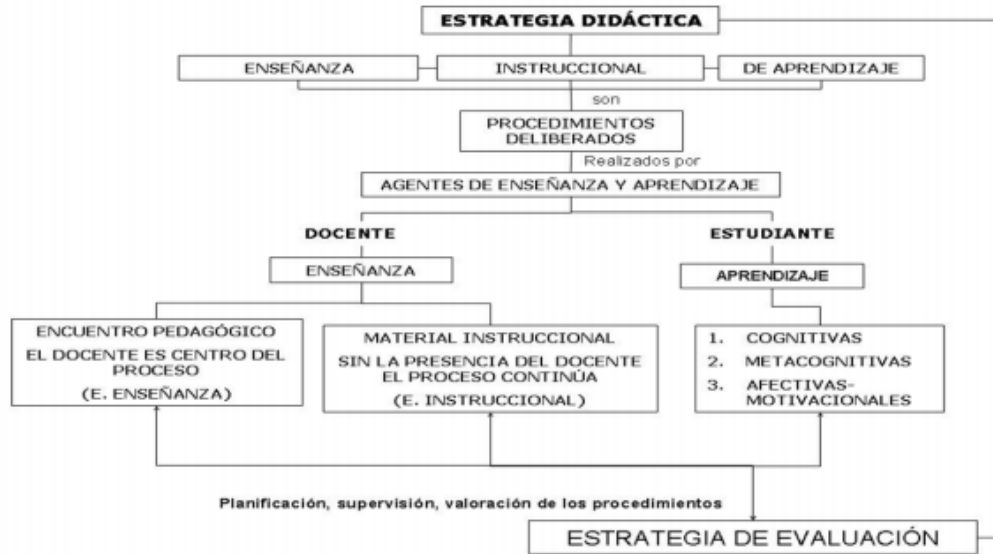 ESTRATEGIA DIDÁCTICA
ENSEÑANZA
INSTRUCCIONAL
DE APRENDIZAJE
son
PROCEDIMIENTOS
DELIBERADOS
Realizados por
AGENTES DE ENSEÑANZA Y APRENDIZAJE
DOCENTE
ESTUDIANTE
ENSEÑANZA
APRENDIZAJE
ENCUENTRO PEDAGÓGICO
EL DOCENTE ES CENTRO DEL
PROCESO
(E. ENSEÑANZA)
MATERIAL INSTRUCCIONAL
SIN LA PRESENCIA DEL DOCENTE
EL PROCESO CONTINÚA
(E. INSTRUCCIONAL)
1. COGNITIVAS
2. METACOGNITIVAS
3. AFECTIVAS-
MOTIVACIONALES
Planificación, supervisión, valoración de los procedimientos
ESTRATEGIA DE EVALUACIÓN